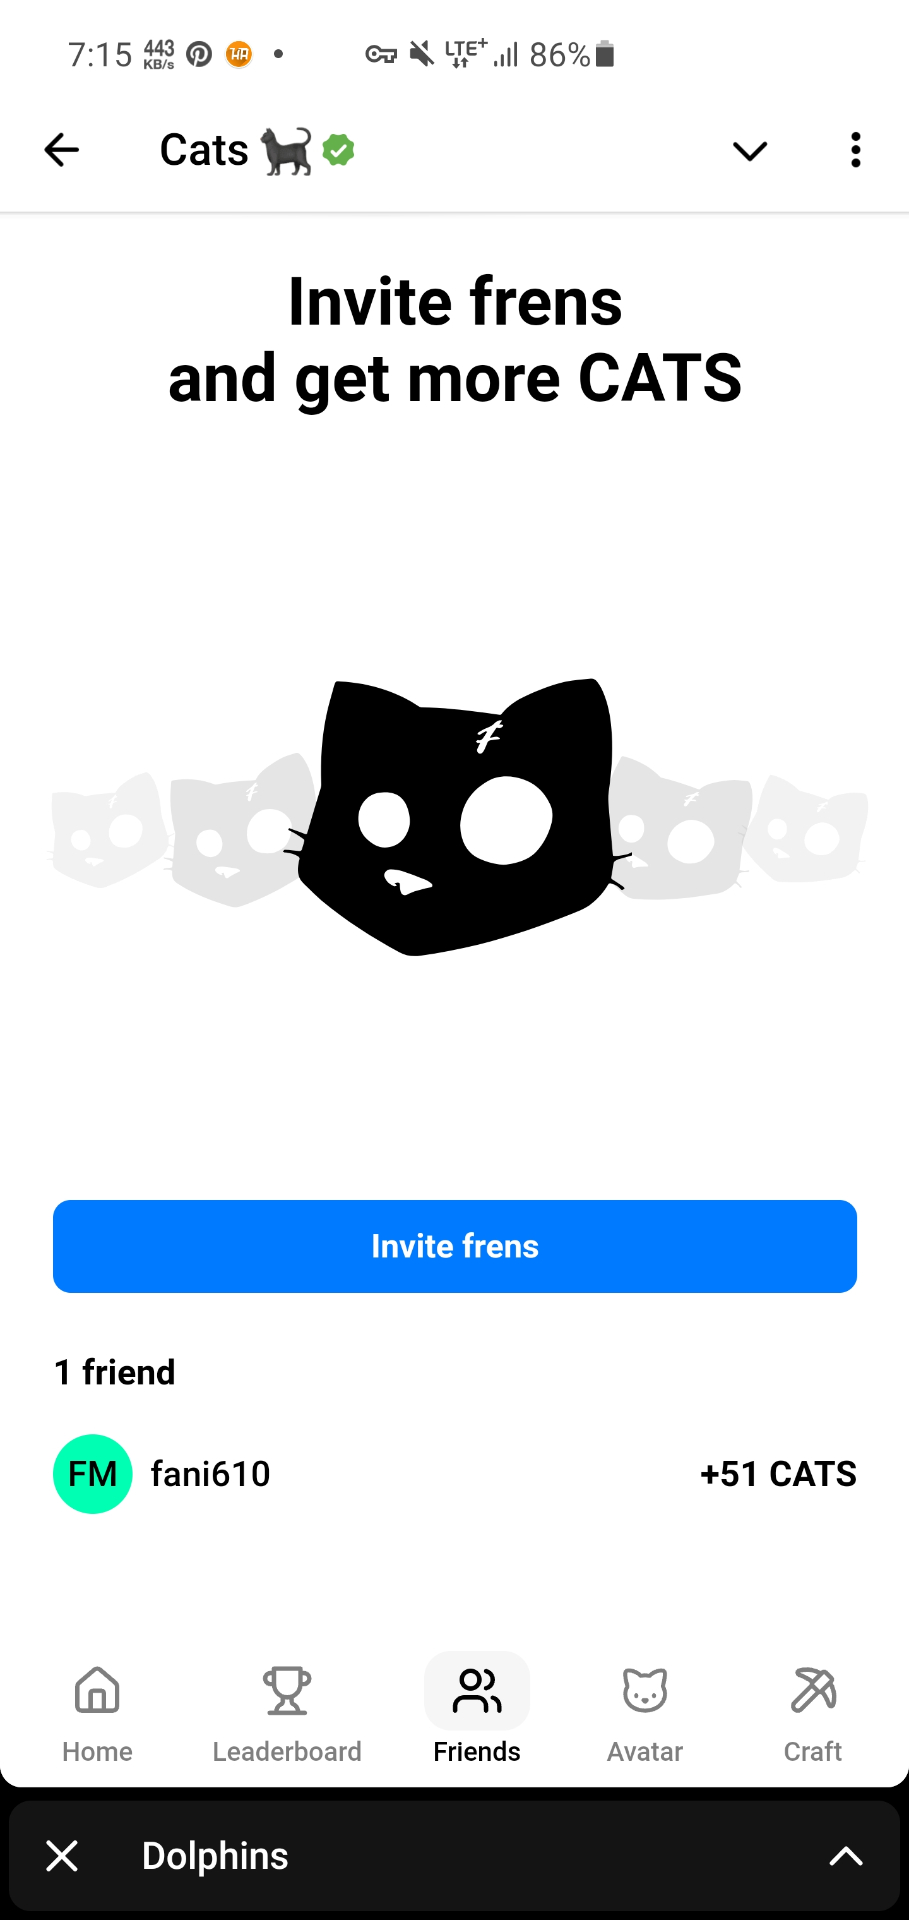 7:15 443 KB/s LTE+ 86%
Cats
Invite frens
and get more CATS
Invite frens
1 friend
FM fani610 +51 CATS
Home Leaderboard Friends Avatar Craft
Dolphins